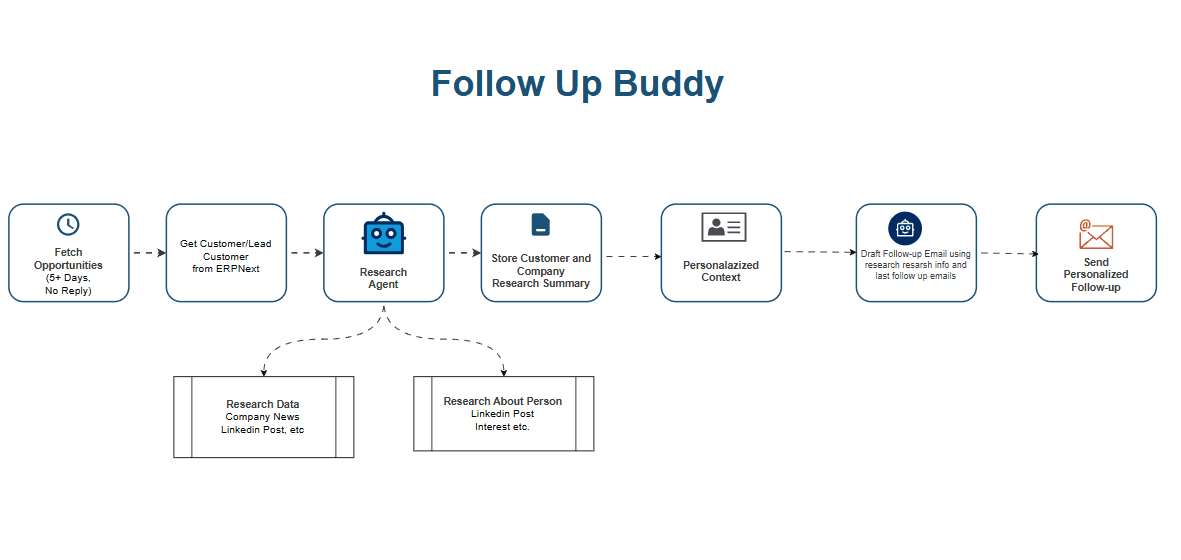 Follow Up Buddy
Fetch
Opportunities
(5+ Days,
No Reply)
Get Customer/Lead
Customer
from ERPNext
Research
Agent
Store Customer and
Company
Research Summary
Personalazized
Context
Draft Follow-up Email using
research resarsh info and
last follow up emails
@
Send
Personalized
Follow-up
Research Data
Company News
Linkedin Post, etc
Research About Person
Linkedin Post
Interest etc.